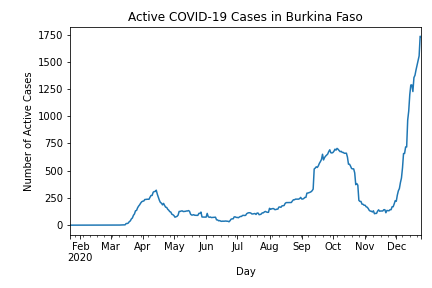 Active COVID-19 Cases in Burkina Faso
Number of Active Cases
1750
1500
1250
1000
750
500
250
0
Feb Mar Apr May Jun Jul Aug Sep Oct Nov Dec
2020
Day